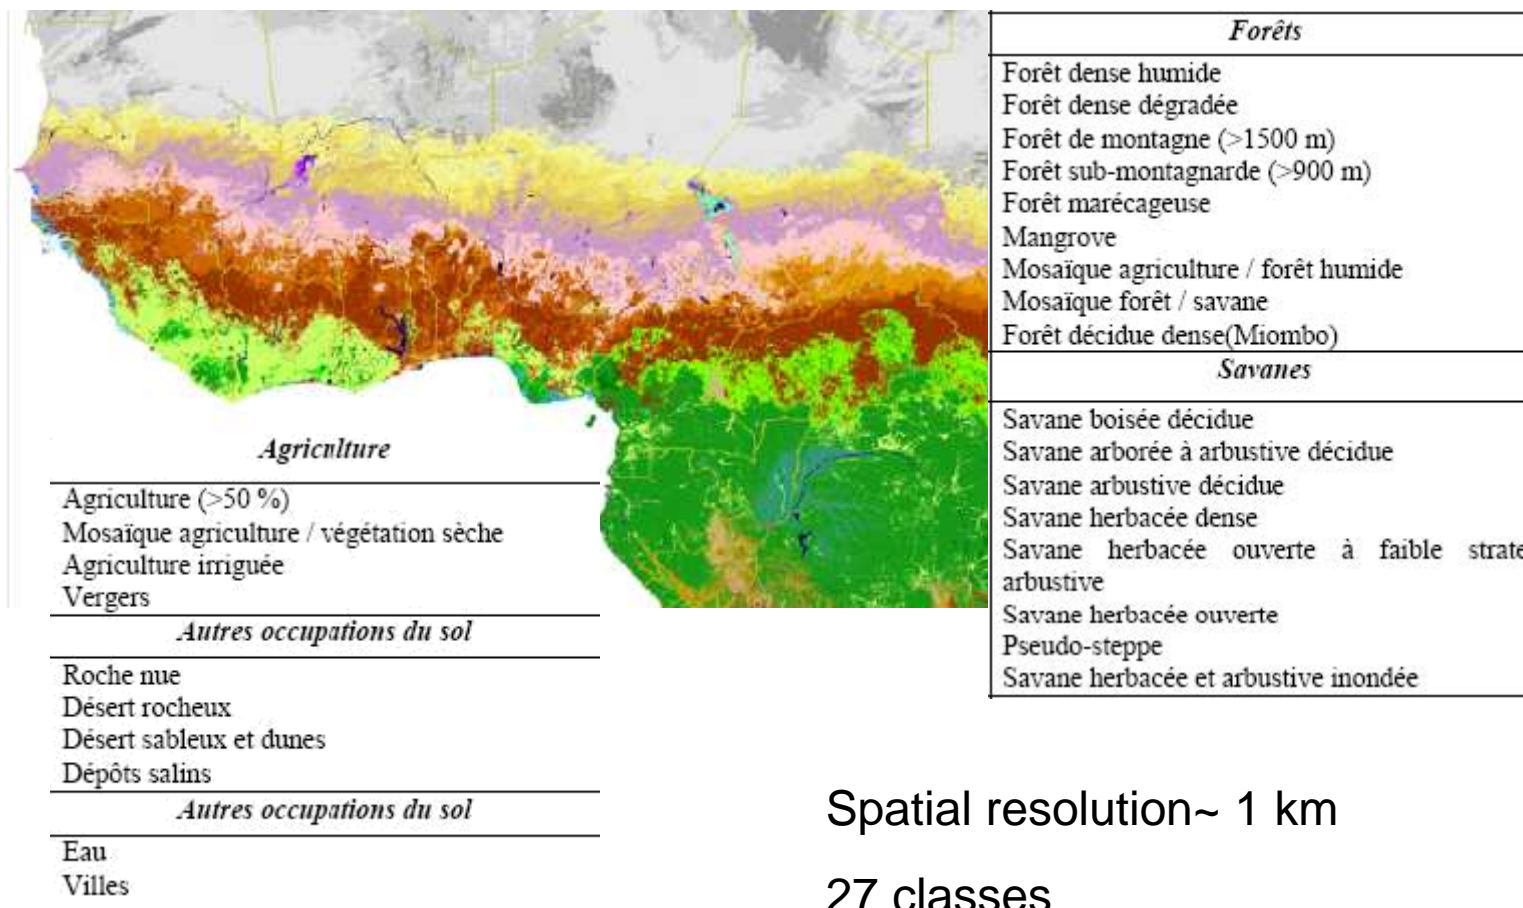 Forêts
Forêt dense humide
Forêt dense dégradée
Forêt de montagne (>1500 m)
Forêt sub-montagnarde (>900 m)
Forêt marécageuse
Mangrove
Mosaïque agriculture / forêt humide
Mosaïque forêt / savane
Forêt décidue dense(Miombo)
Savanes
Savane boisée décidue
Savane arborée à arbustive décidue
Savane arbustive décidue
Savane herbacée dense
Savane herbacée ouverte à faible strate
arbustive
Savane herbacée ouverte
Pseudo-steppe
Savane herbacée et arbustive inondée
Agriculture
Agriculture (>50 %)
Mosaïque agriculture / végétation sèche
Agriculture irriguée
Vergers
Autres occupations du sol
Roche nue
Désert rocheux
Désert sableux et dunes
Dépôts salins
Autres occupations du sol
Eau
Villes
Spatial resolution~ 1 km
27 classes